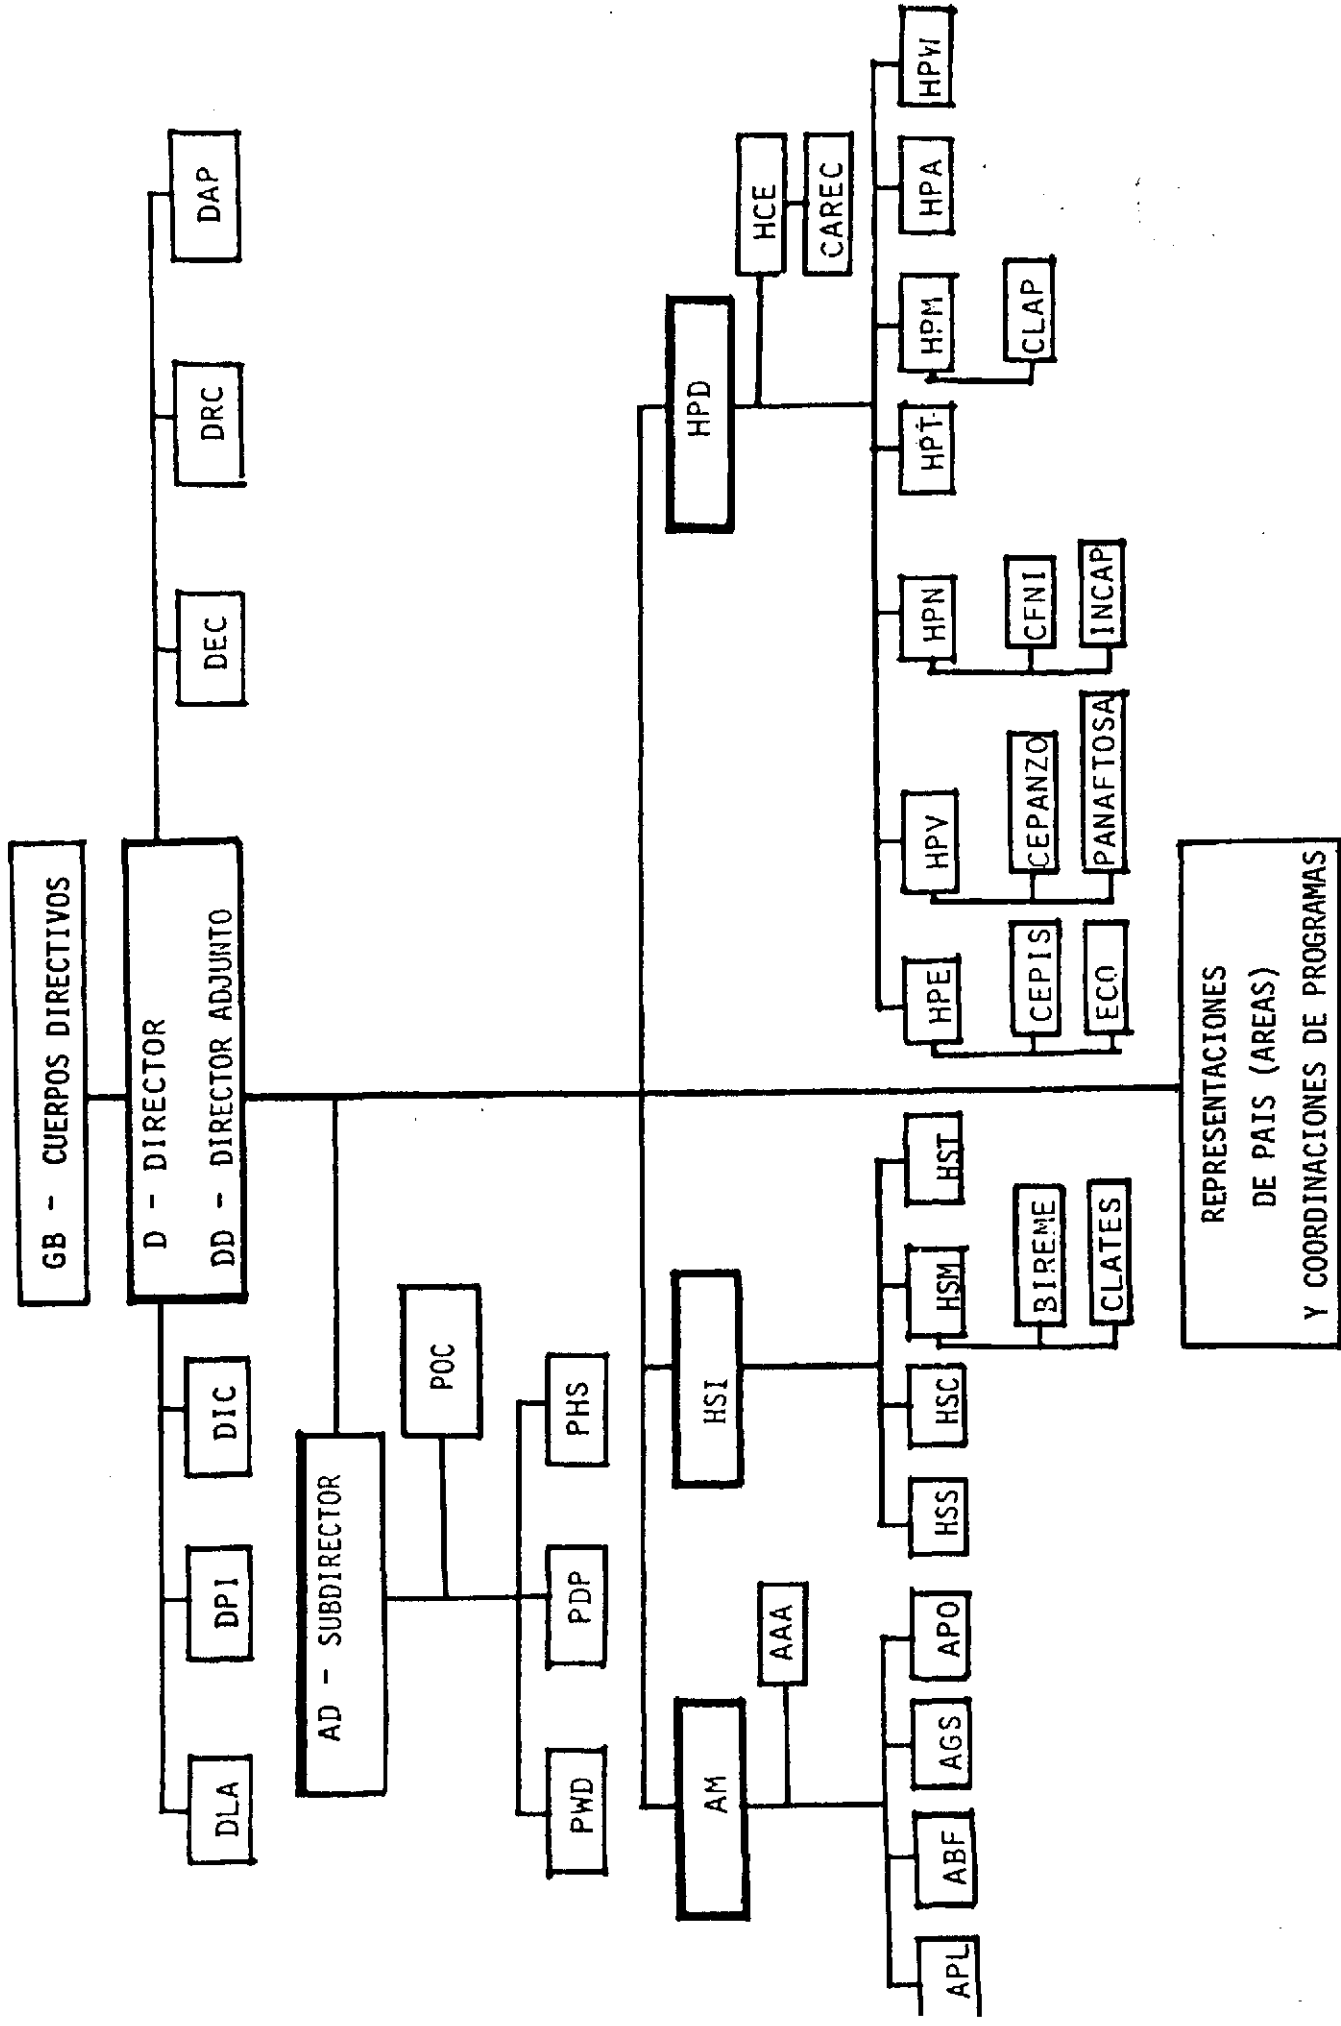 GB - CUERPOS DIRECTIVOS
D - DIRECTOR
DD - DIRECTOR ADJUNTO
DLA
DPI
DIC
DEC
DRC
DAP
AD - SUBDIRECTOR
POC
PWD
PDP
PHS
AM
HSI
HPD
AAA
HCE
CAREC
APL
ABF
AGS
APO
HSS
HSC
HSM
HST
HPE
HPV
HPN
HPT
HPM
HPA
HPVI
BIREME
CLATES
CEPIS
ECO
CEPANZO
PANAFTOSA
CFNI
INCAP
CLAP
REPRESENTACIONES
DE PAIS (AREAS)
Y COORDINACIONES DE PROGRAMAS